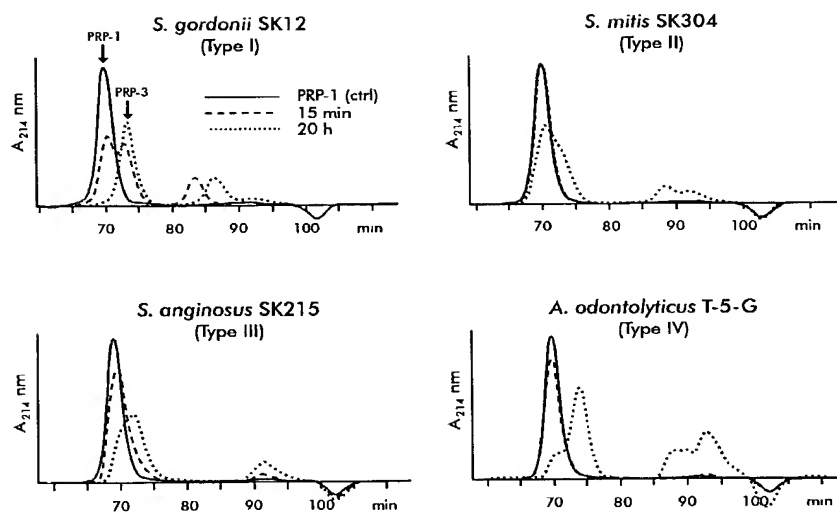 S. gordonii SK12
(Type I)
PRP-1
PRP-3
PRP-1 (ctrl)
15 min
20 h
A214 nm
70 80 90 100 min
S. mitis SK304
(Type II)
A214 nm
70 80 90 100 min
S. anginosus SK215
(Type III)
A214 nm
70 80 90 100 min
A. odontolyticus T-5-G
(Type IV)
A214 nm
70 80 90 100 min